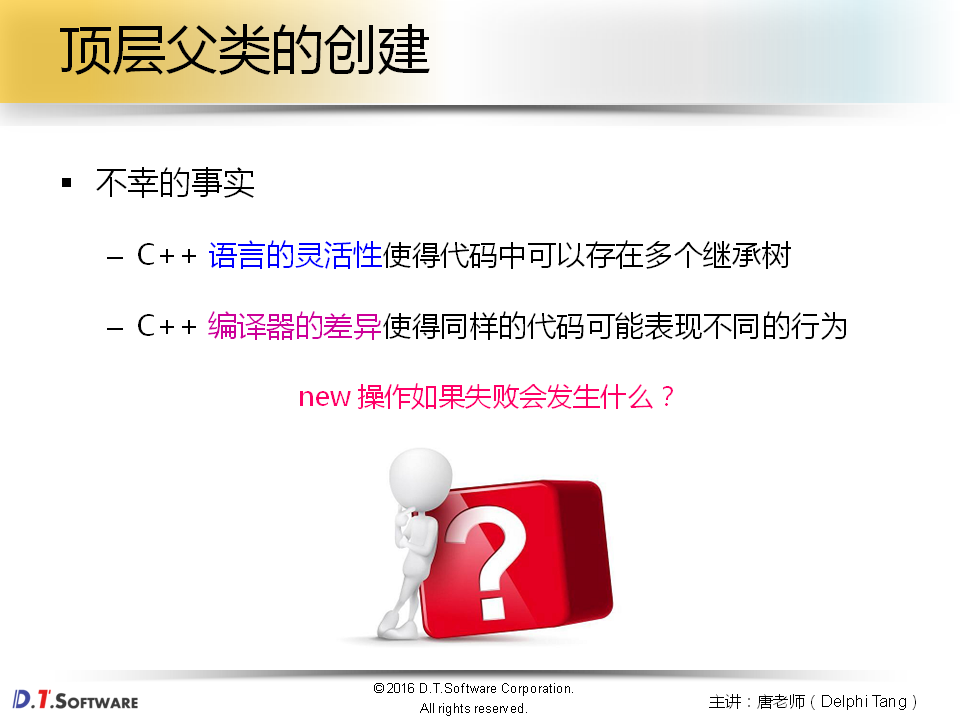 顶层父类的创建
▪ 不幸的事实
– C++ 语言的灵活性使得代码中可以存在多个继承树
– C++ 编译器的差异使得同样的代码可能表现不同的行为
new 操作如果失败会发生什么？
?
D.T.SOFTWARE
©2016 D.T.Software Corporation.
All rights reserved.
主讲：唐老师（Delphi Tang）